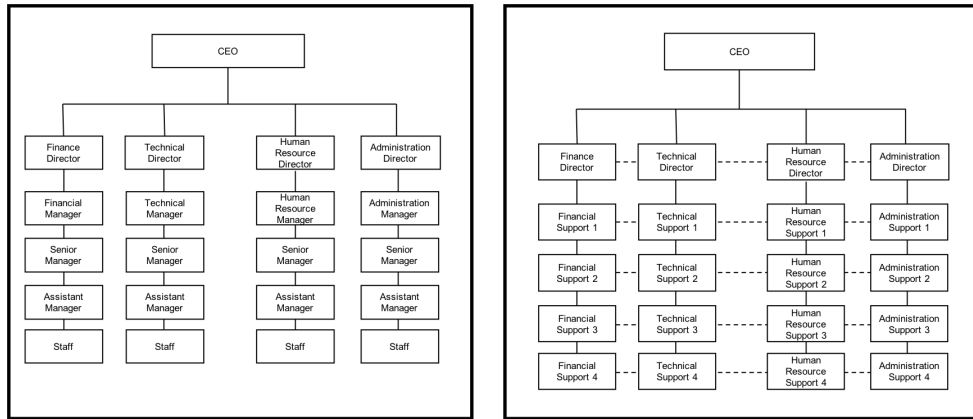 CEO
Finance
Director
Technical
Director
Human
Resource
Director
Administration
Director
Financial
Manager
Technical
Manager
Human
Resource
Manager
Administration
Manager
Senior
Manager
Senior
Manager
Senior
Manager
Senior
Manager
Assistant
Manager
Assistant
Manager
Assistant
Manager
Assistant
Manager
Staff
Staff
Staff
Staff
CEO
Finance
Director
Technical
Director
Human
Resource
Director
Administration
Director
Financial
Support 1
Technical
Support 1
Human
Resource
Support 1
Administration
Support 1
Financial
Support 2
Technical
Support 2
Human
Resource
Support 2
Administration
Support 2
Financial
Support 3
Technical
Support 3
Human
Resource
Support 3
Administration
Support 3
Financial
Support 4
Technical
Support 4
Human
Resource
Support 4
Administration
Support 4